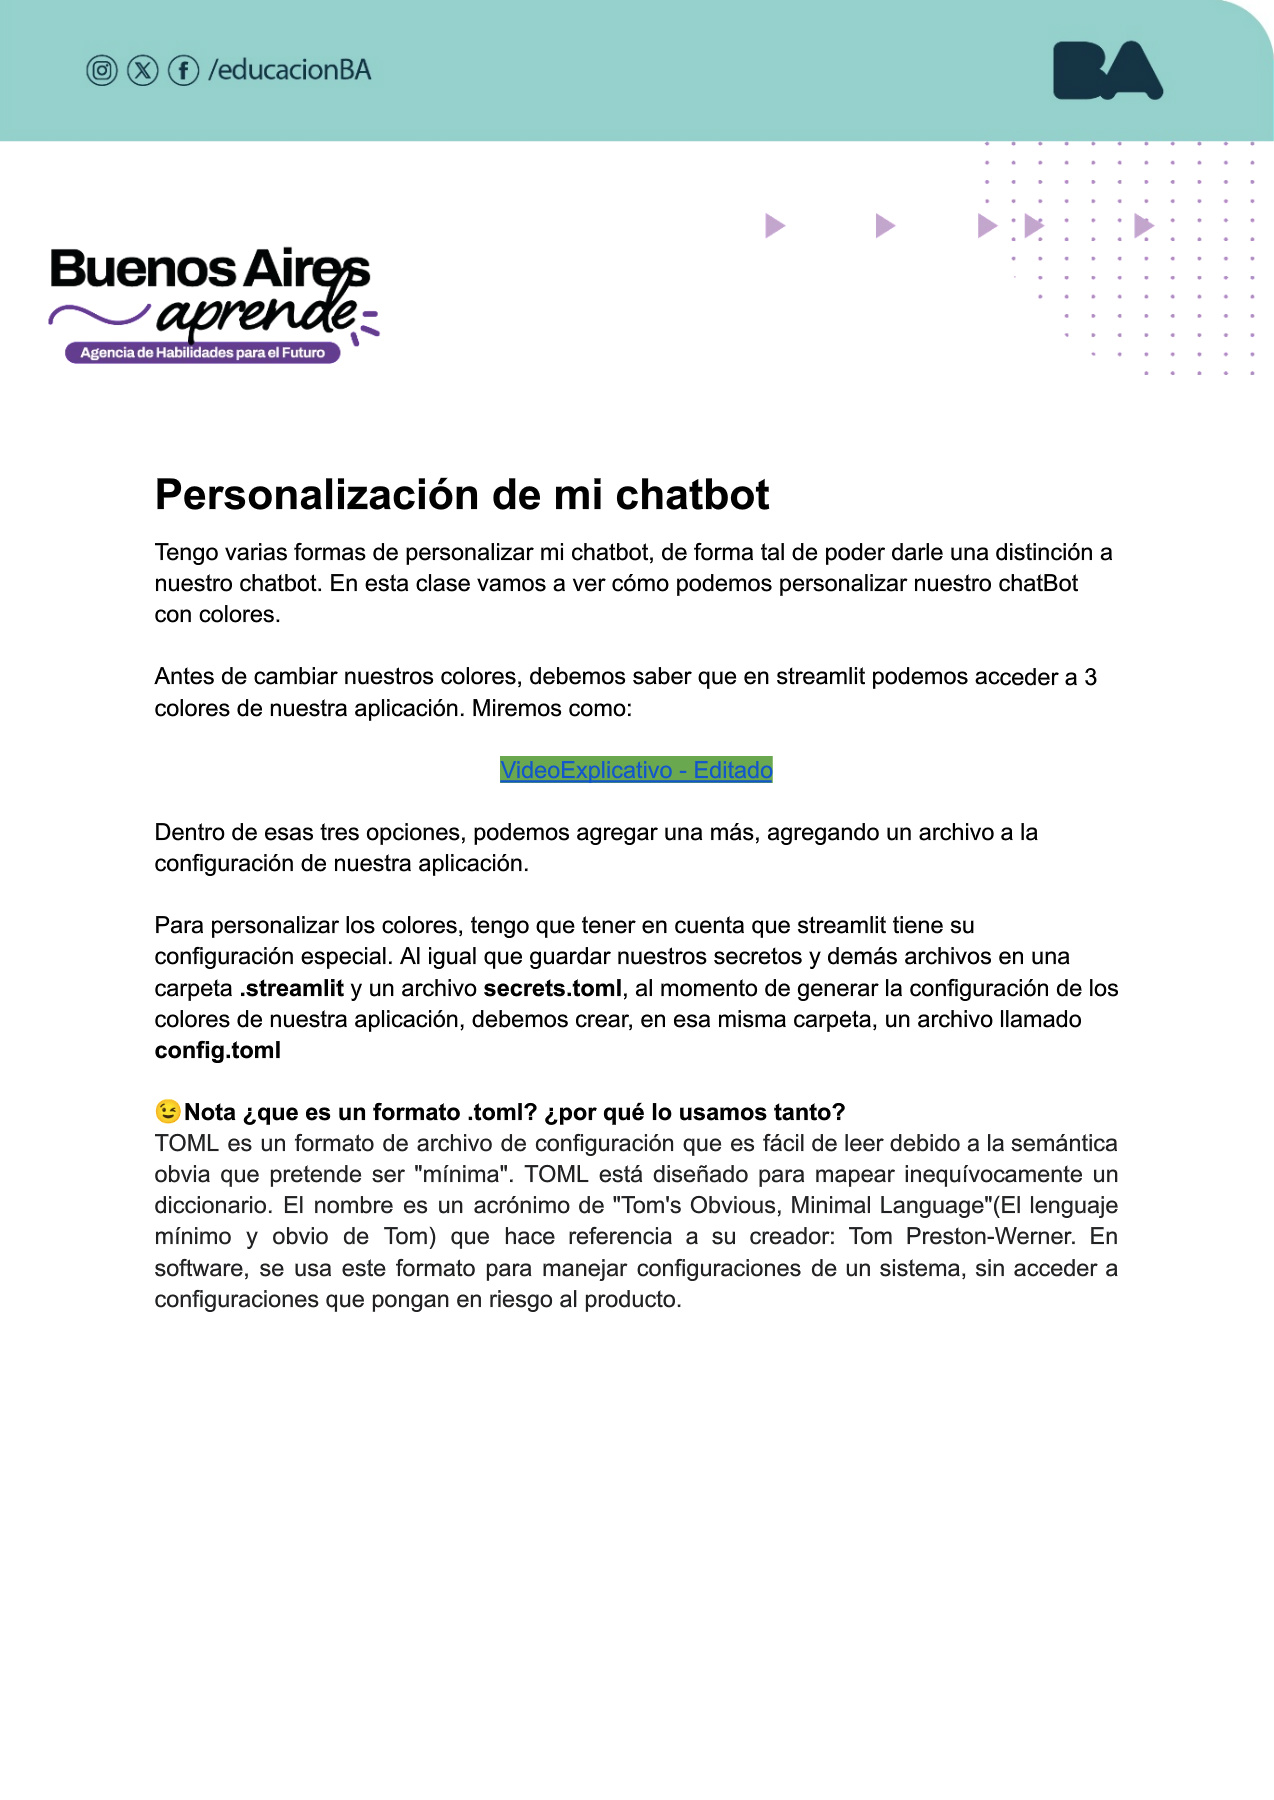 /educacionBA
BA
Buenos Aires
aprende
Agencia de Habilidades para el Futuro
Personalización de mi chatbot
Tengo varias formas de personalizar mi chatbot, de forma tal de poder darle una distinción a
nuestro chatbot. En esta clase vamos a ver cómo podemos personalizar nuestro chatBot
con colores.
Antes de cambiar nuestros colores, debemos saber que en streamlit podemos acceder a 3
colores de nuestra aplicación. Miremos como:
VideoExplicativo - Editado
Dentro de esas tres opciones, podemos agregar una más, agregando un archivo a la
configuración de nuestra aplicación.
Para personalizar los colores, tengo que tener en cuenta que streamlit tiene su
configuración especial. Al igual que guardar nuestros secretos y demás archivos en una
carpeta .streamlit y un archivo secrets.toml, al momento de generar la configuración de los
colores de nuestra aplicación, debemos crear, en esa misma carpeta, un archivo llamado
config.toml
😉Nota ¿que es un formato .toml? ¿por qué lo usamos tanto?
TOML es un formato de archivo de configuración que es fácil de leer debido a la semántica
obvia que pretende ser "mínima". TOML está diseñado para mapear inequívocamente un
diccionario. El nombre es un acrónimo de "Tom's Obvious, Minimal Language"(El lenguaje
mínimo y obvio de Tom) que hace referencia a su creador: Tom Preston-Werner. En
software, se usa este formato para manejar configuraciones de un sistema, sin acceder a
configuraciones que pongan en riesgo al producto.